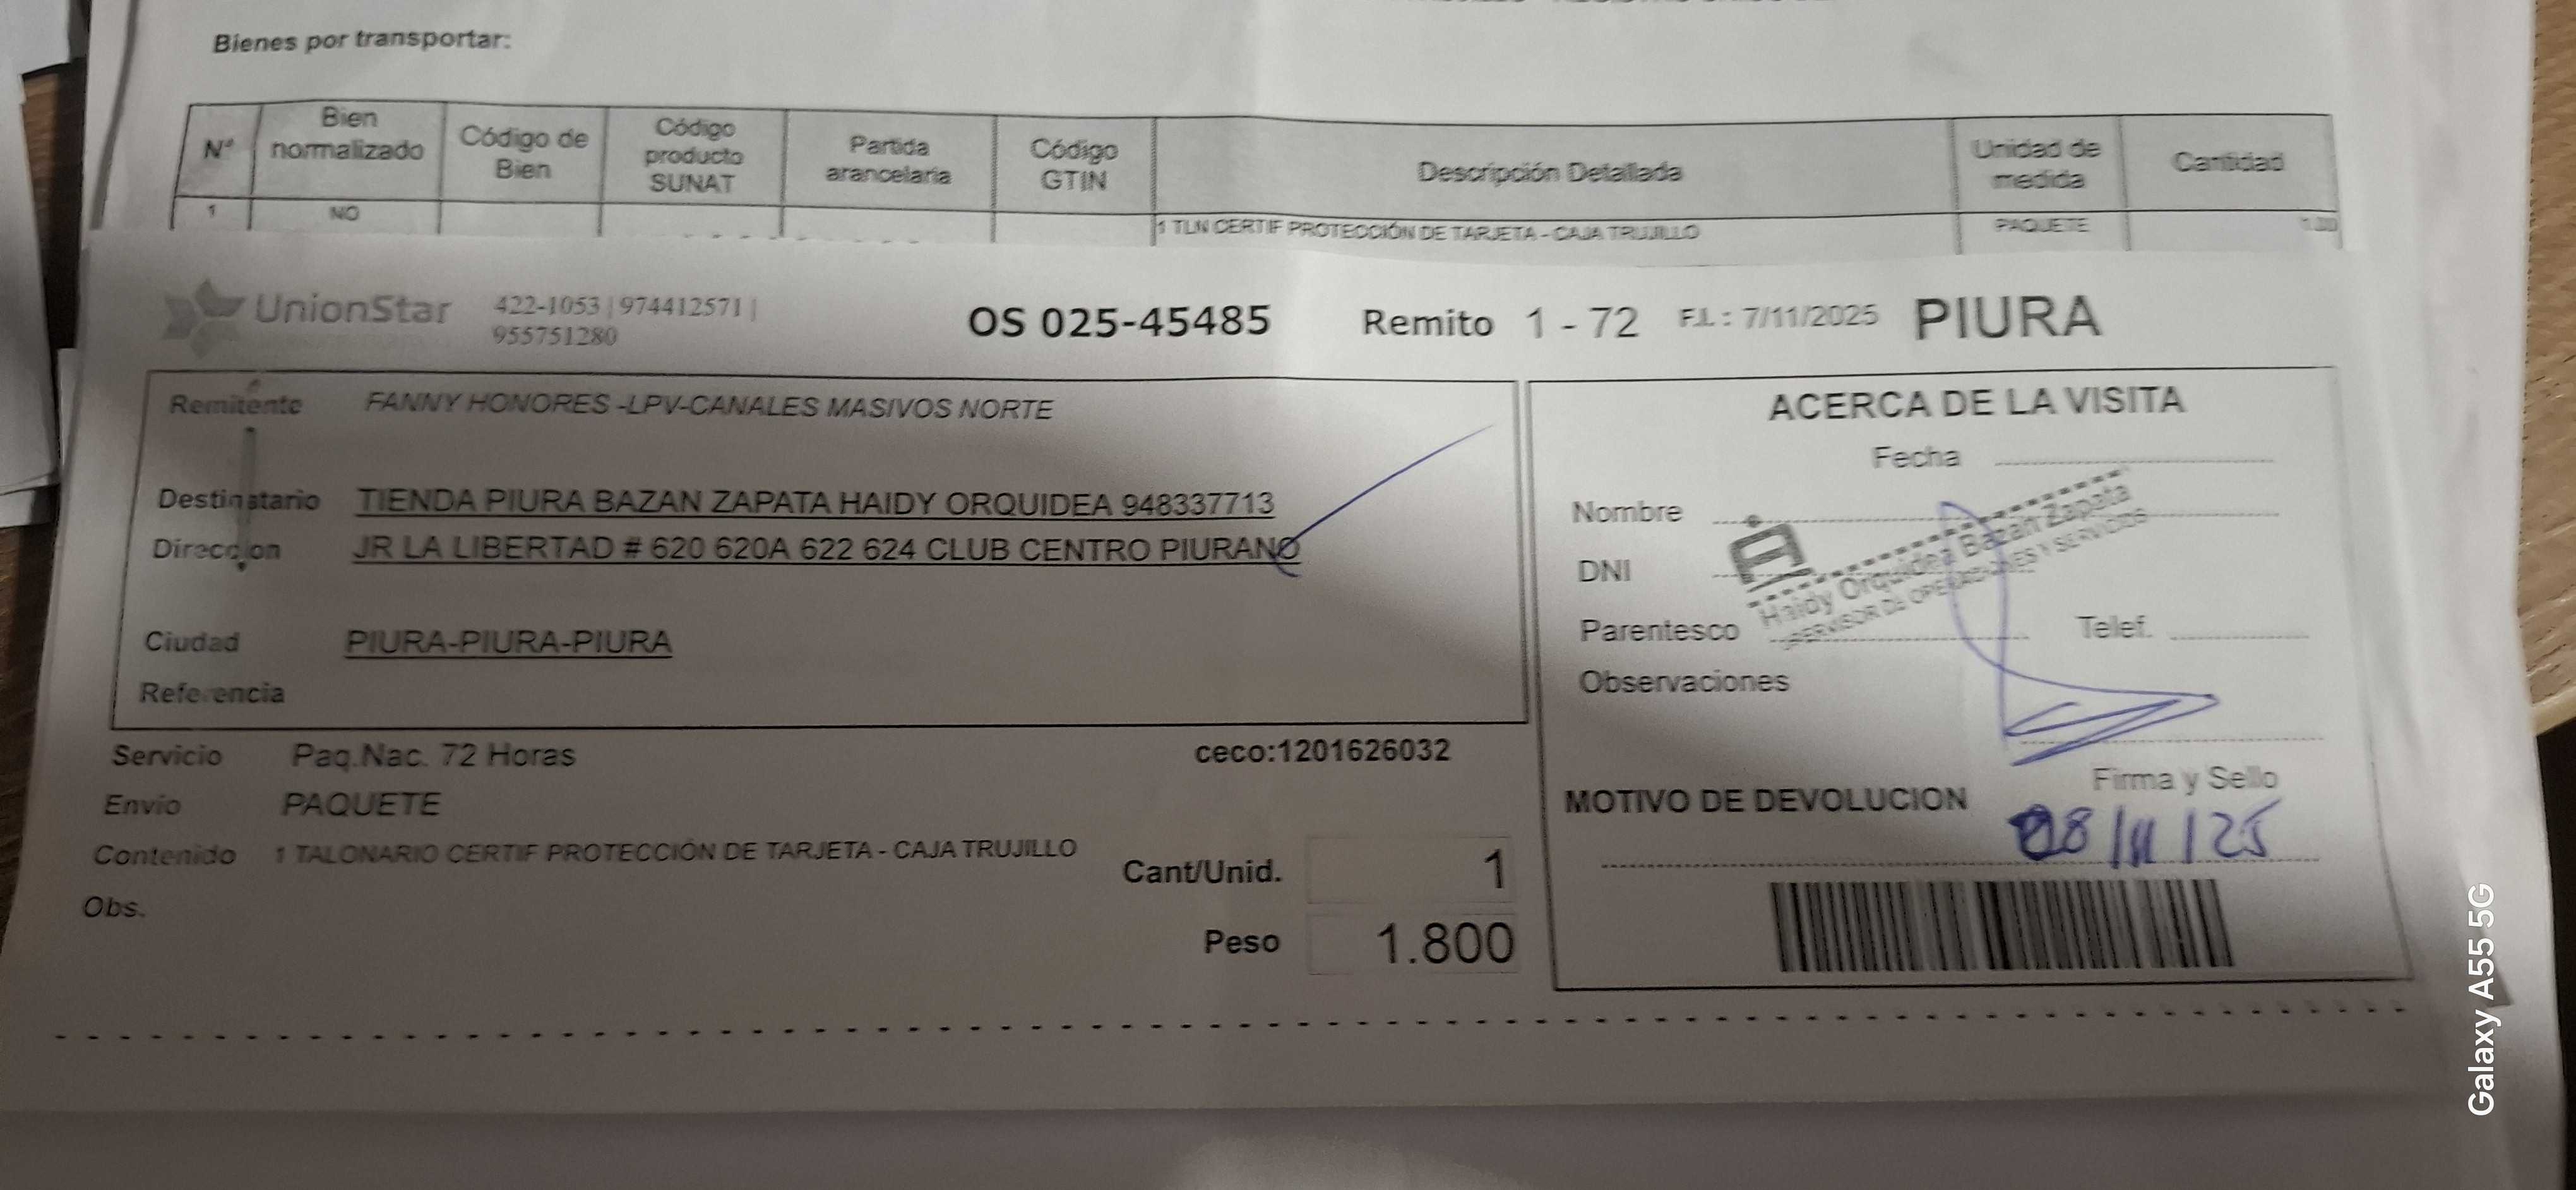 Bienes por transportar:
N° Bien normalizado Código de Bien Código producto SUNAT Partida arancelaria Código GTIN Descripción Detallada Unidad de medida Cantidad
1 NO 1 TLN CERTIF PROTECCIÓN DE TARJETA - CAJA TRUJILLO PAQUETE 1.00
UnionStar 422-1053 | 974412571 |
955751280
OS 025-45485 Remito 1 - 72 F.I.: 7/11/2025 PIURA
Remitente FANNY HONORES -LPV-CANALES MASIVOS NORTE
Destinatario TIENDA PIURA BAZAN ZAPATA HAIDY ORQUIDEA 948337713
Direccion JR LA LIBERTAD # 620 620A 622 624 CLUB CENTRO PIURANO
Ciudad PIURA-PIURA-PIURA
Referencia
Servicio Paq.Nac. 72 Horas ceco:1201626032
Envio PAQUETE
Contenido 1 TALONARIO CERTIF PROTECCIÓN DE TARJETA - CAJA TRUJILLO
Cant/Unid. 1
Obs.
Peso 1.800
ACERCA DE LA VISITA
Fecha
Nombre
DNI
Haidy Orquidea Bazan Zapata
SUPERVISOR DE OPERACIONES Y SERVICIOS
Parentesco Telef.
Observaciones
Firma y Sello
MOTIVO DE DEVOLUCION
08/11/25
Galaxy A55 5G